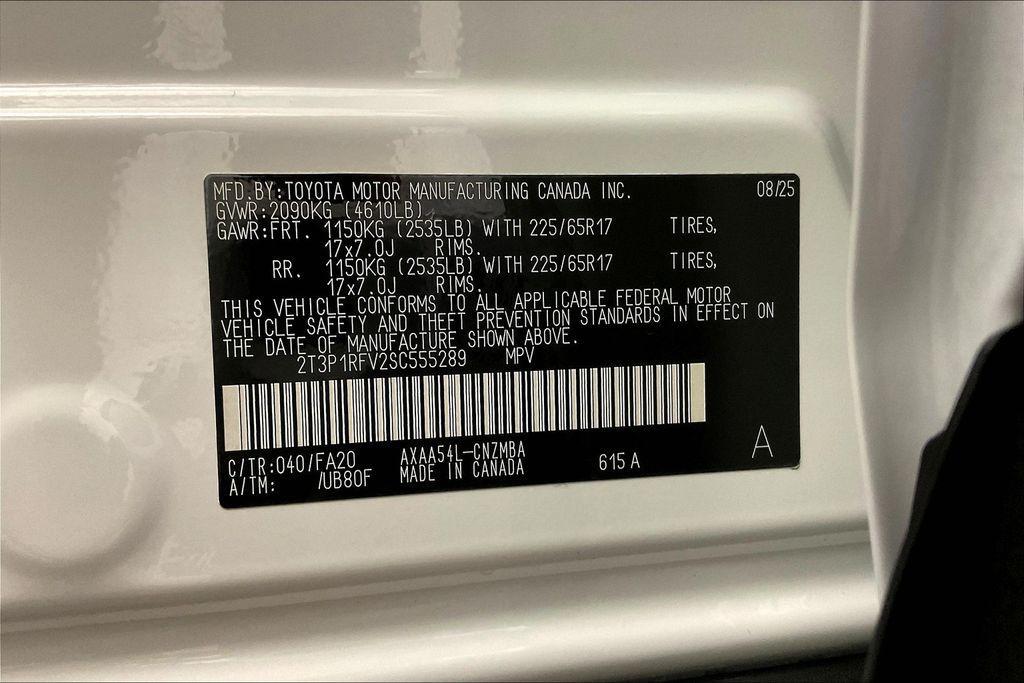 MFD.BY:TOYOTA MOTOR MANUFACTURING CANADA INC. 08/25
GVWR:2090KG (4610LB)
GAWR:FRT. 1150KG (2535LB) WITH 225/65R17 TIRES,
17x7.0J RIMS.
RR. 1150KG (2535LB) WITH 225/65R17 TIRES,
17x7.0J RIMS.
THIS VEHICLE CONFORMS TO ALL APPLICABLE FEDERAL MOTOR
VEHICLE SAFETY AND THEFT PREVENTION STANDARDS IN EFFECT ON
THE DATE OF MANUFACTURE SHOWN ABOVE.
2T3P1RFV2SC555289 MPV
C/TR:040/FA20 AXAA54L-CNZMBA 615 A A
A/TM: /UB80F MADE IN CANADA